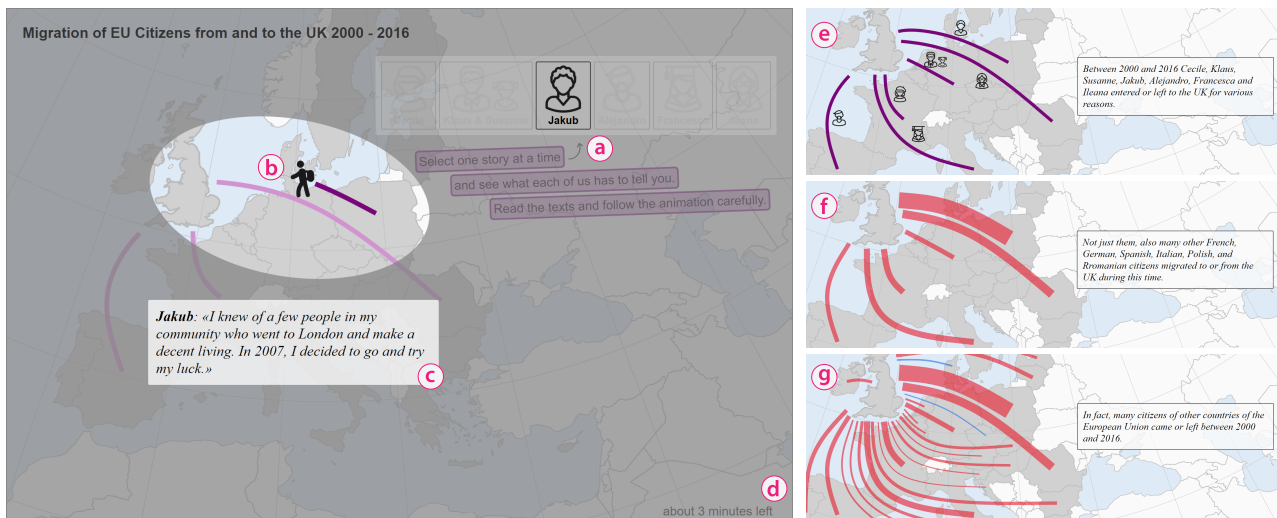 Migration of EU Citizens from and to the UK 2000 - 2016
Jakub
a
Select one story at a time
and see what each of us has to tell you.
Read the texts and follow the animation carefully.
b
Jakub: «I knew of a few people in my
community who went to London and make a
decent living. In 2007, I decided to go and try
my luck.»
c
d
about 3 minutes left
e
Between 2000 and 2016 Cecile, Klaus,
Susanne, Jakub, Alejandro, Francesca and
Ileana entered or left to the UK for various
reasons.
f
Not just them, also many other French,
German, Spanish, Italian, Polish, and
Rromanian citizens migrated to or from the
UK during this time.
g
In fact, many citizens of other countries of the
European Union came or left between 2000
and 2016.